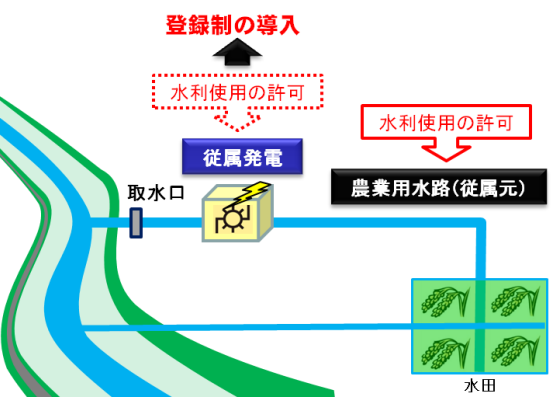 登録制の導入
水利使用の許可
水利使用の許可
従属発電
農業用水路(従属元)
取水口
水田